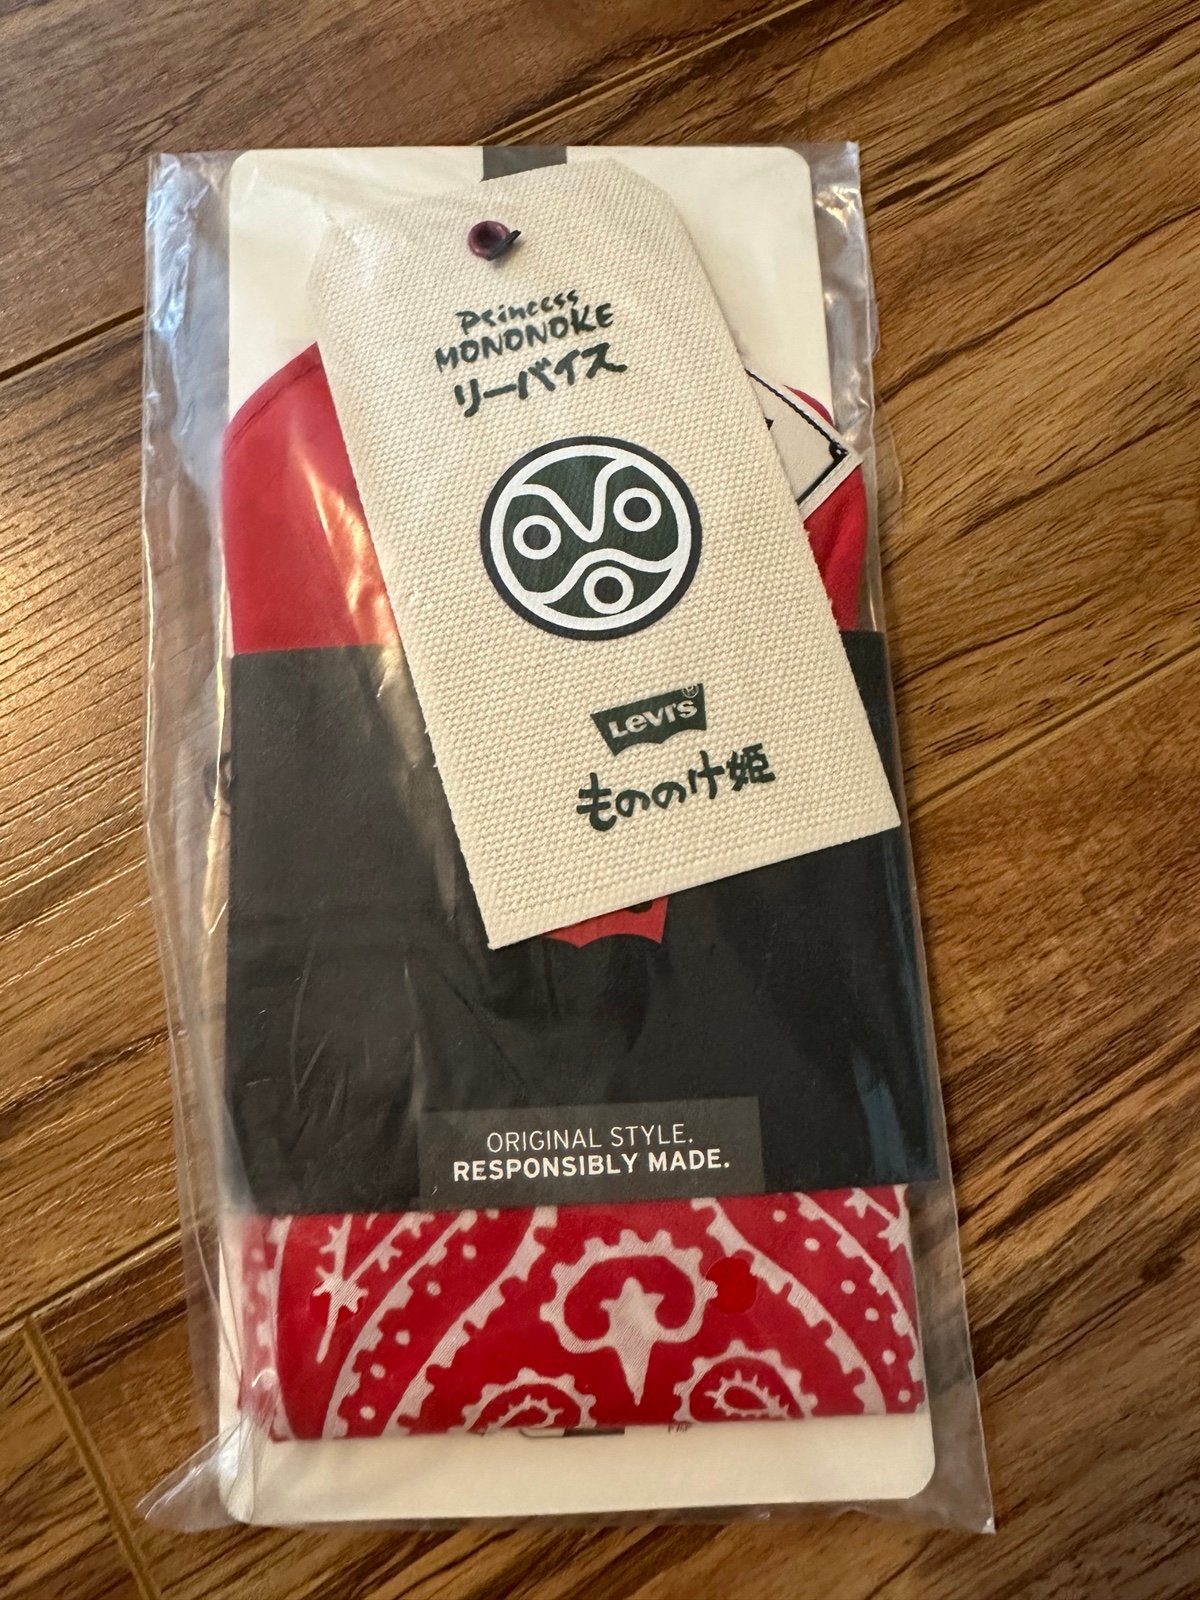 Princess
MONONOKE
リーバイス
Levi's®
もののけ姫
ORIGINAL STYLE.
RESPONSIBLY MADE.